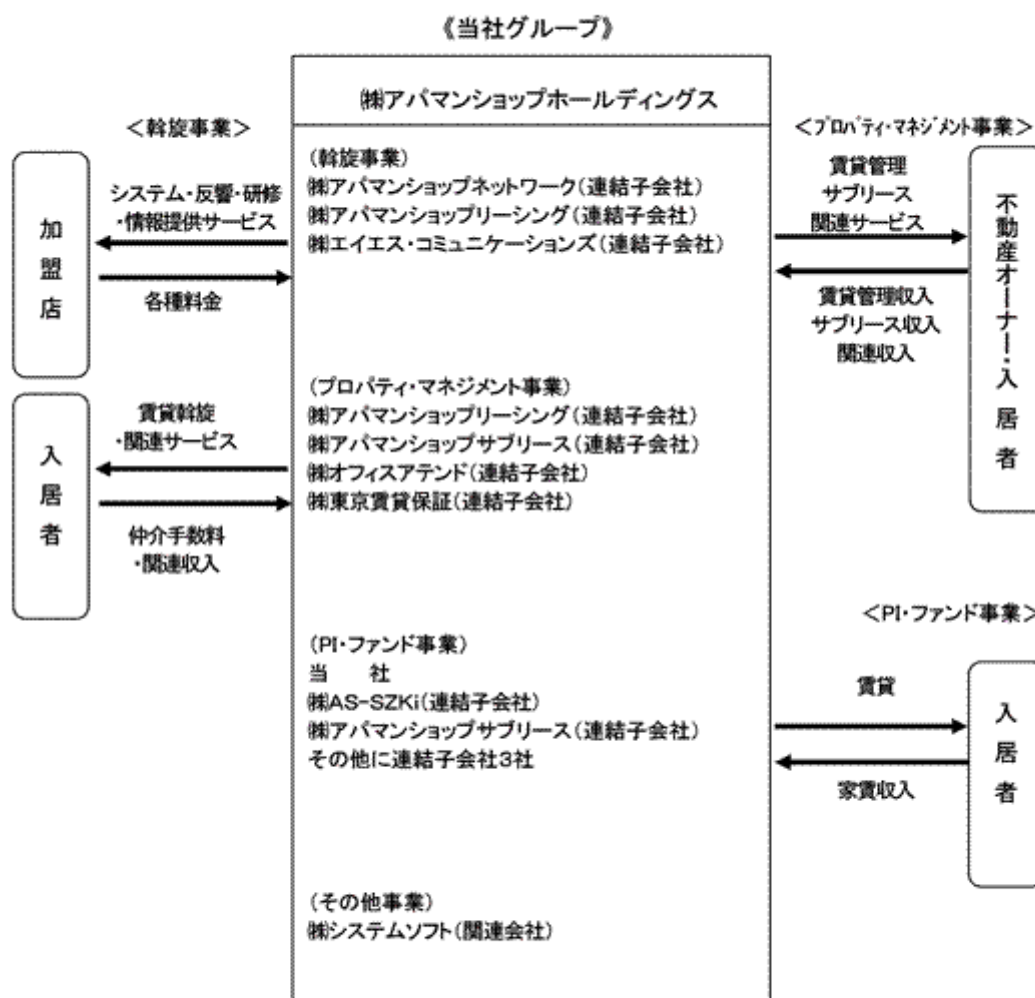 《当社グループ》
㈱アパマンショップホールディングス
＜斡旋事業＞
加盟店
システム・反響・研修
・情報提供サービス
各種料金
入居者
賃貸斡旋
・関連サービス
仲介手数料
・関連収入
(斡旋事業)
㈱アパマンショップネットワーク(連結子会社)
㈱アパマンショップリーシング(連結子会社)
㈱エイエス・コミュニケーションズ(連結子会社)
(プロパティ・マネジメント事業)
㈱アパマンショップリーシング(連結子会社)
㈱アパマンショップサブリース(連結子会社)
㈱オフィスアテンド(連結子会社)
㈱東京賃貸保証(連結子会社)
(PI・ファンド事業)
当　　社
㈱AS-SZKi(連結子会社)
㈱アパマンショップサブリース(連結子会社)
その他に連結子会社3社
(その他事業)
㈱システムソフト(関連会社)
＜ﾌﾟﾛﾊﾟﾃｨ・ﾏﾈｼﾞﾒﾝﾄ事業＞
賃貸管理
サブリース
関連サービス
賃貸管理収入
サブリース収入
関連収入
不動産オーナー・入居者
＜PI・ファンド事業＞
賃貸
家賃収入
入居者